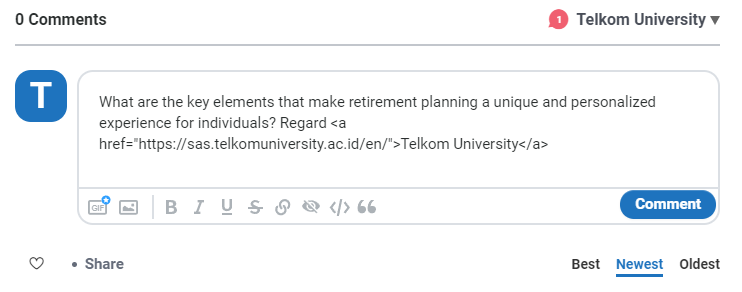 0 Comments
1 Telkom University
T
What are the key elements that make retirement planning a unique and personalized
experience for individuals? Regard <a
href="https://sas.telkomuniversity.ac.id/en/">Telkom University</a>
GIF B I U S </> Comment
• Share Best Newest Oldest